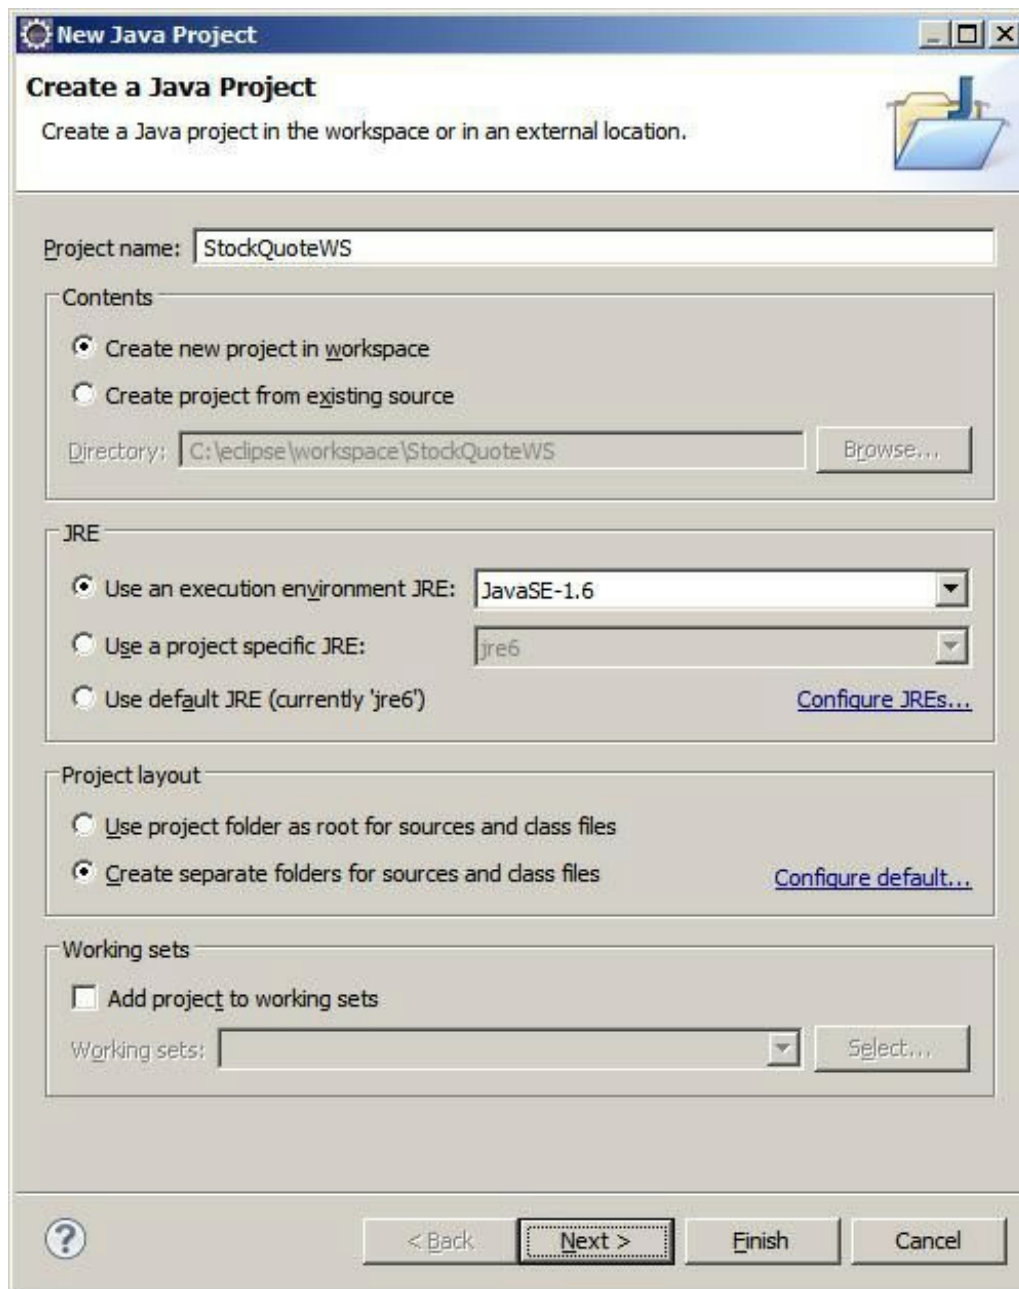 New Java Project
Create a Java Project
Create a Java project in the workspace or in an external location.
Project name: StockQuoteWS
Contents
Create new project in workspace
Create project from existing source
Directory: C:\eclipse\workspace\StockQuoteWS Browse...
JRE
Use an execution environment JRE: JavaSE-1.6
Use a project specific JRE: jre6
Use default JRE (currently 'jre6') Configure JREs...
Project layout
Use project folder as root for sources and class files
Create separate folders for sources and class files Configure default...
Working sets
Add project to working sets
Working sets: Select...
? < Back Next > Finish Cancel